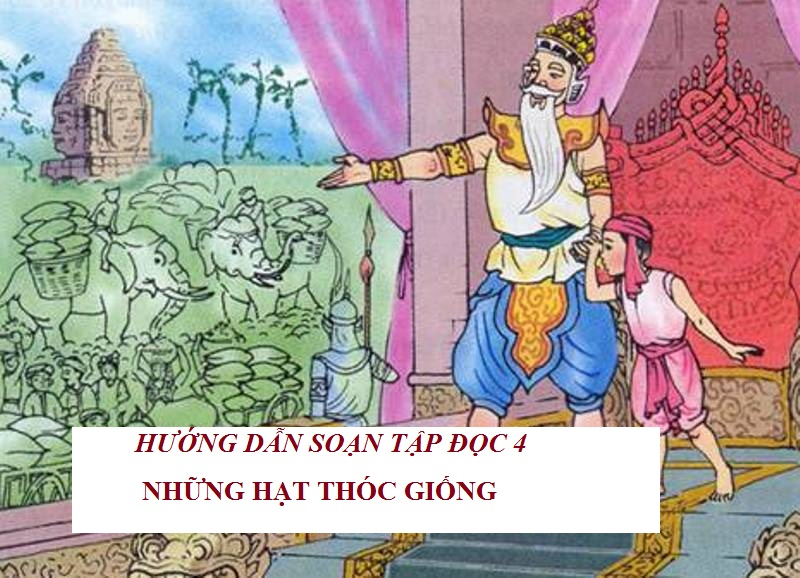 HƯỚNG DẪN SOẠN TẬP ĐỌC 4
NHỮNG HẠT THÓC GIỐNG